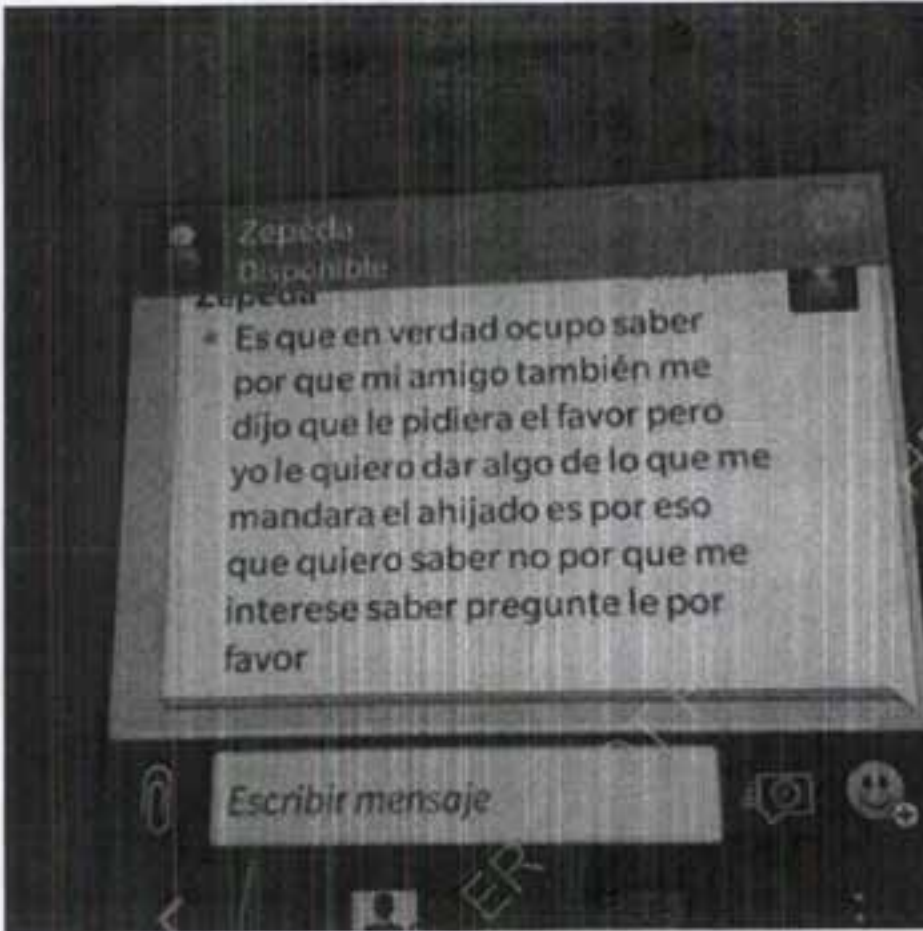 Zepeda
Disponible
Zepeda
Es que en verdad ocupo saber
por que mi amigo también me
dijo que le pidiera el favor pero
yo le quiero dar algo de lo que me
mandara el ahijado es por eso
que quiero saber no por que me
interese saber pregunte le por
favor
Escribir mensaje
ER